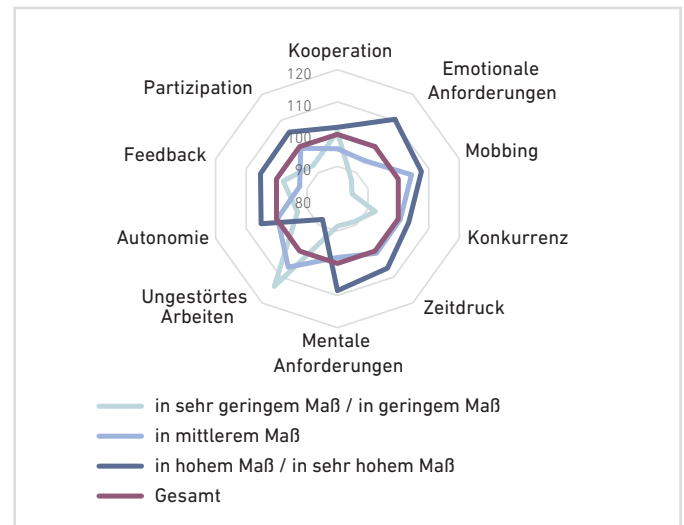 Kooperation
120
Emotionale
Anforderungen
Partizipation
110
100
Mobbing
Feedback
90
80
Autonomie
Konkurrenz
Ungestörtes
Arbeiten
Zeitdruck
Mentale
Anforderungen
in sehr geringem Maß / in geringem Maß
in mittlerem Maß
in hohem Maß / in sehr hohem Maß
Gesamt